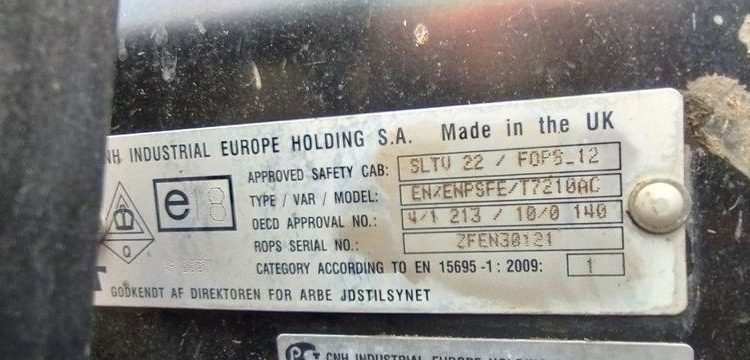 CNH INDUSTRIAL EUROPE HOLDING S.A. Made in the UK
APPROVED SAFETY CAB: SLTV 22 / FOPS_12
TYPE / VAR / MODEL: EN/ENPSFE/T7210AC
OECD APPROVAL NO.: 4/1 213 / 10/0 140
ROPS SERIAL NO.: ZFEN30121
CATEGORY ACCORDING TO EN 15695-1: 2009: 1
e18
Q
GODKENDT AF DIREKTOREN FOR ARBE JDSTILSYNET
CNH INDUSTRIAL EUROPE